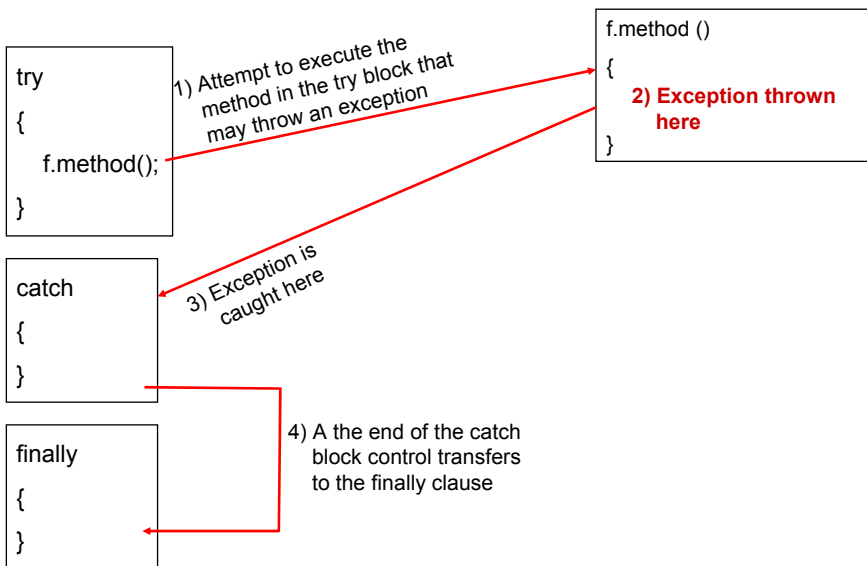 try
{
f.method();
}
1) Attempt to execute the
method in the try block that
may throw an exception
f.method ()
{
2) Exception thrown
here
}
3) Exception is
caught here
catch
{
}
4) A the end of the catch
block control transfers
to the finally clause
finally
{
}